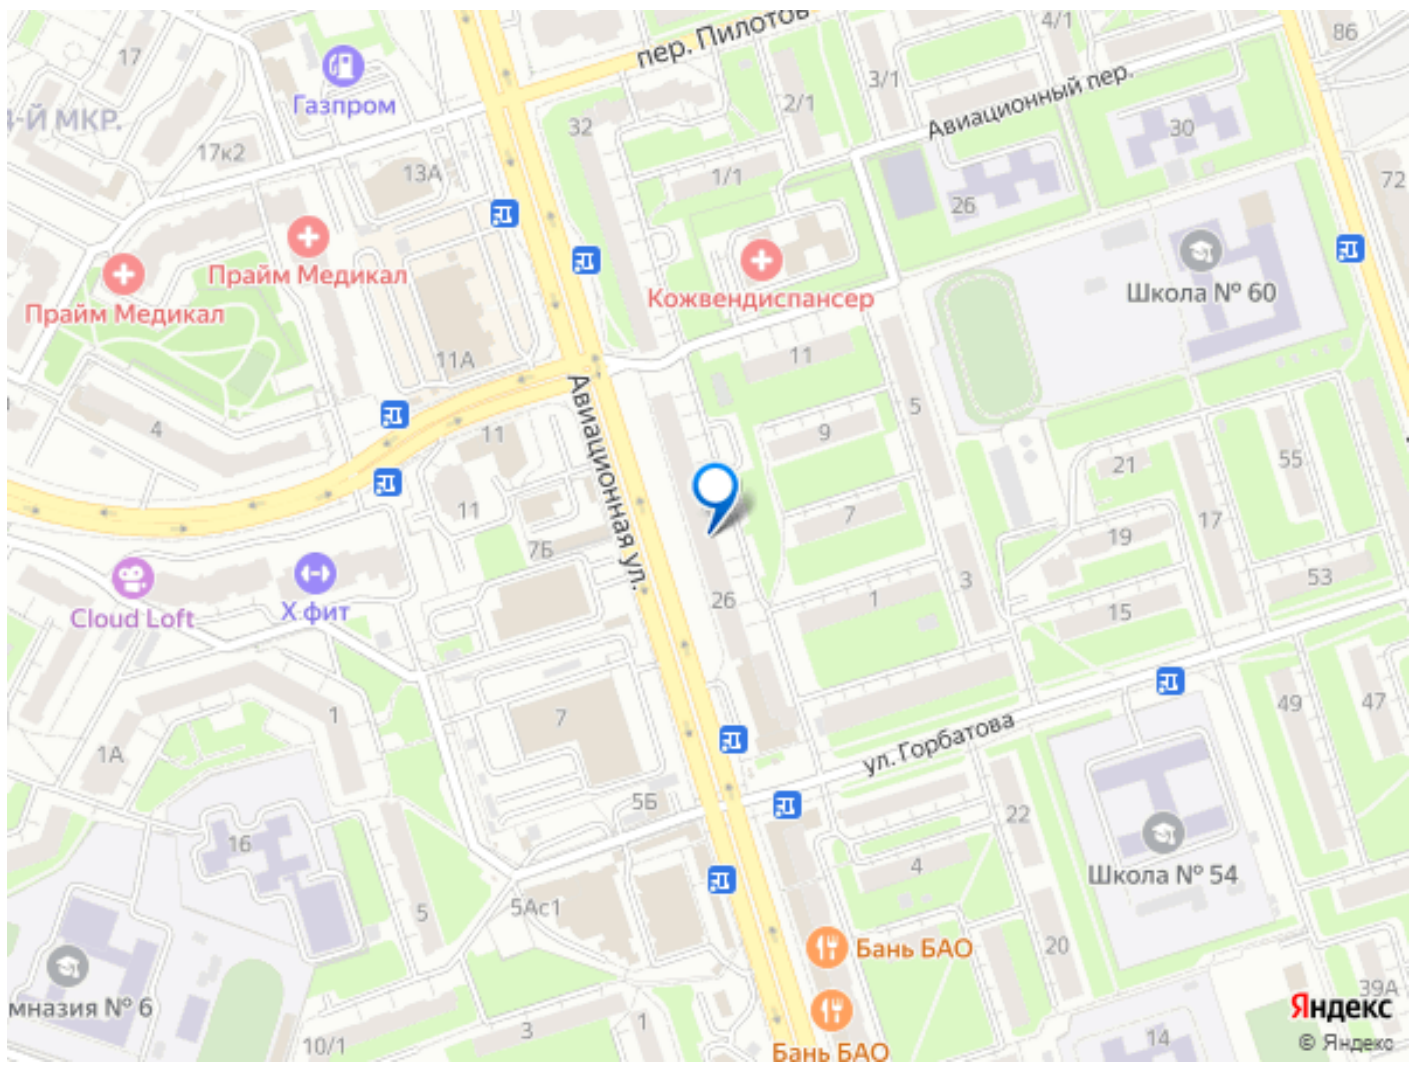 4/1
86
пер. Пилотов
17
Газпром
3/1
Авиационный пер.
2/1
4-Й МКР.
32
30
17к2
13А
1/1
72
26
Прайм Медикал
Кожвендиспансер
Школа № 60
Прайм Медикал
11А
11
Авиационная ул.
5
4
11
9
21
55
11
7
17
7Б
19
3
53
Cloud Loft
Х фит
26
1
15
1
7
49
47
1А
ул. Горбатова
5Б
22
16
4
Школа № 54
5
5Ас1
20
Бань БАО
39А
Яндекс
мназия № 6
3
1
14
© Яндекс
10/1
Бань БАО